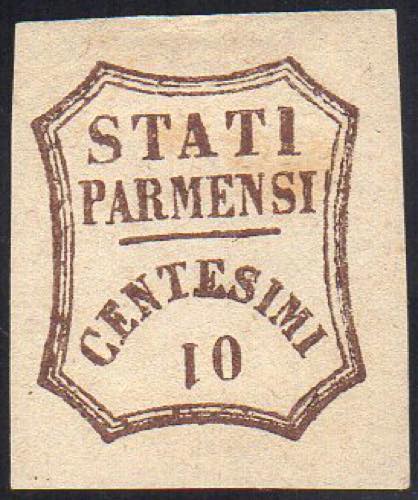 STATI
PARMENSI
CENTESIMI
10